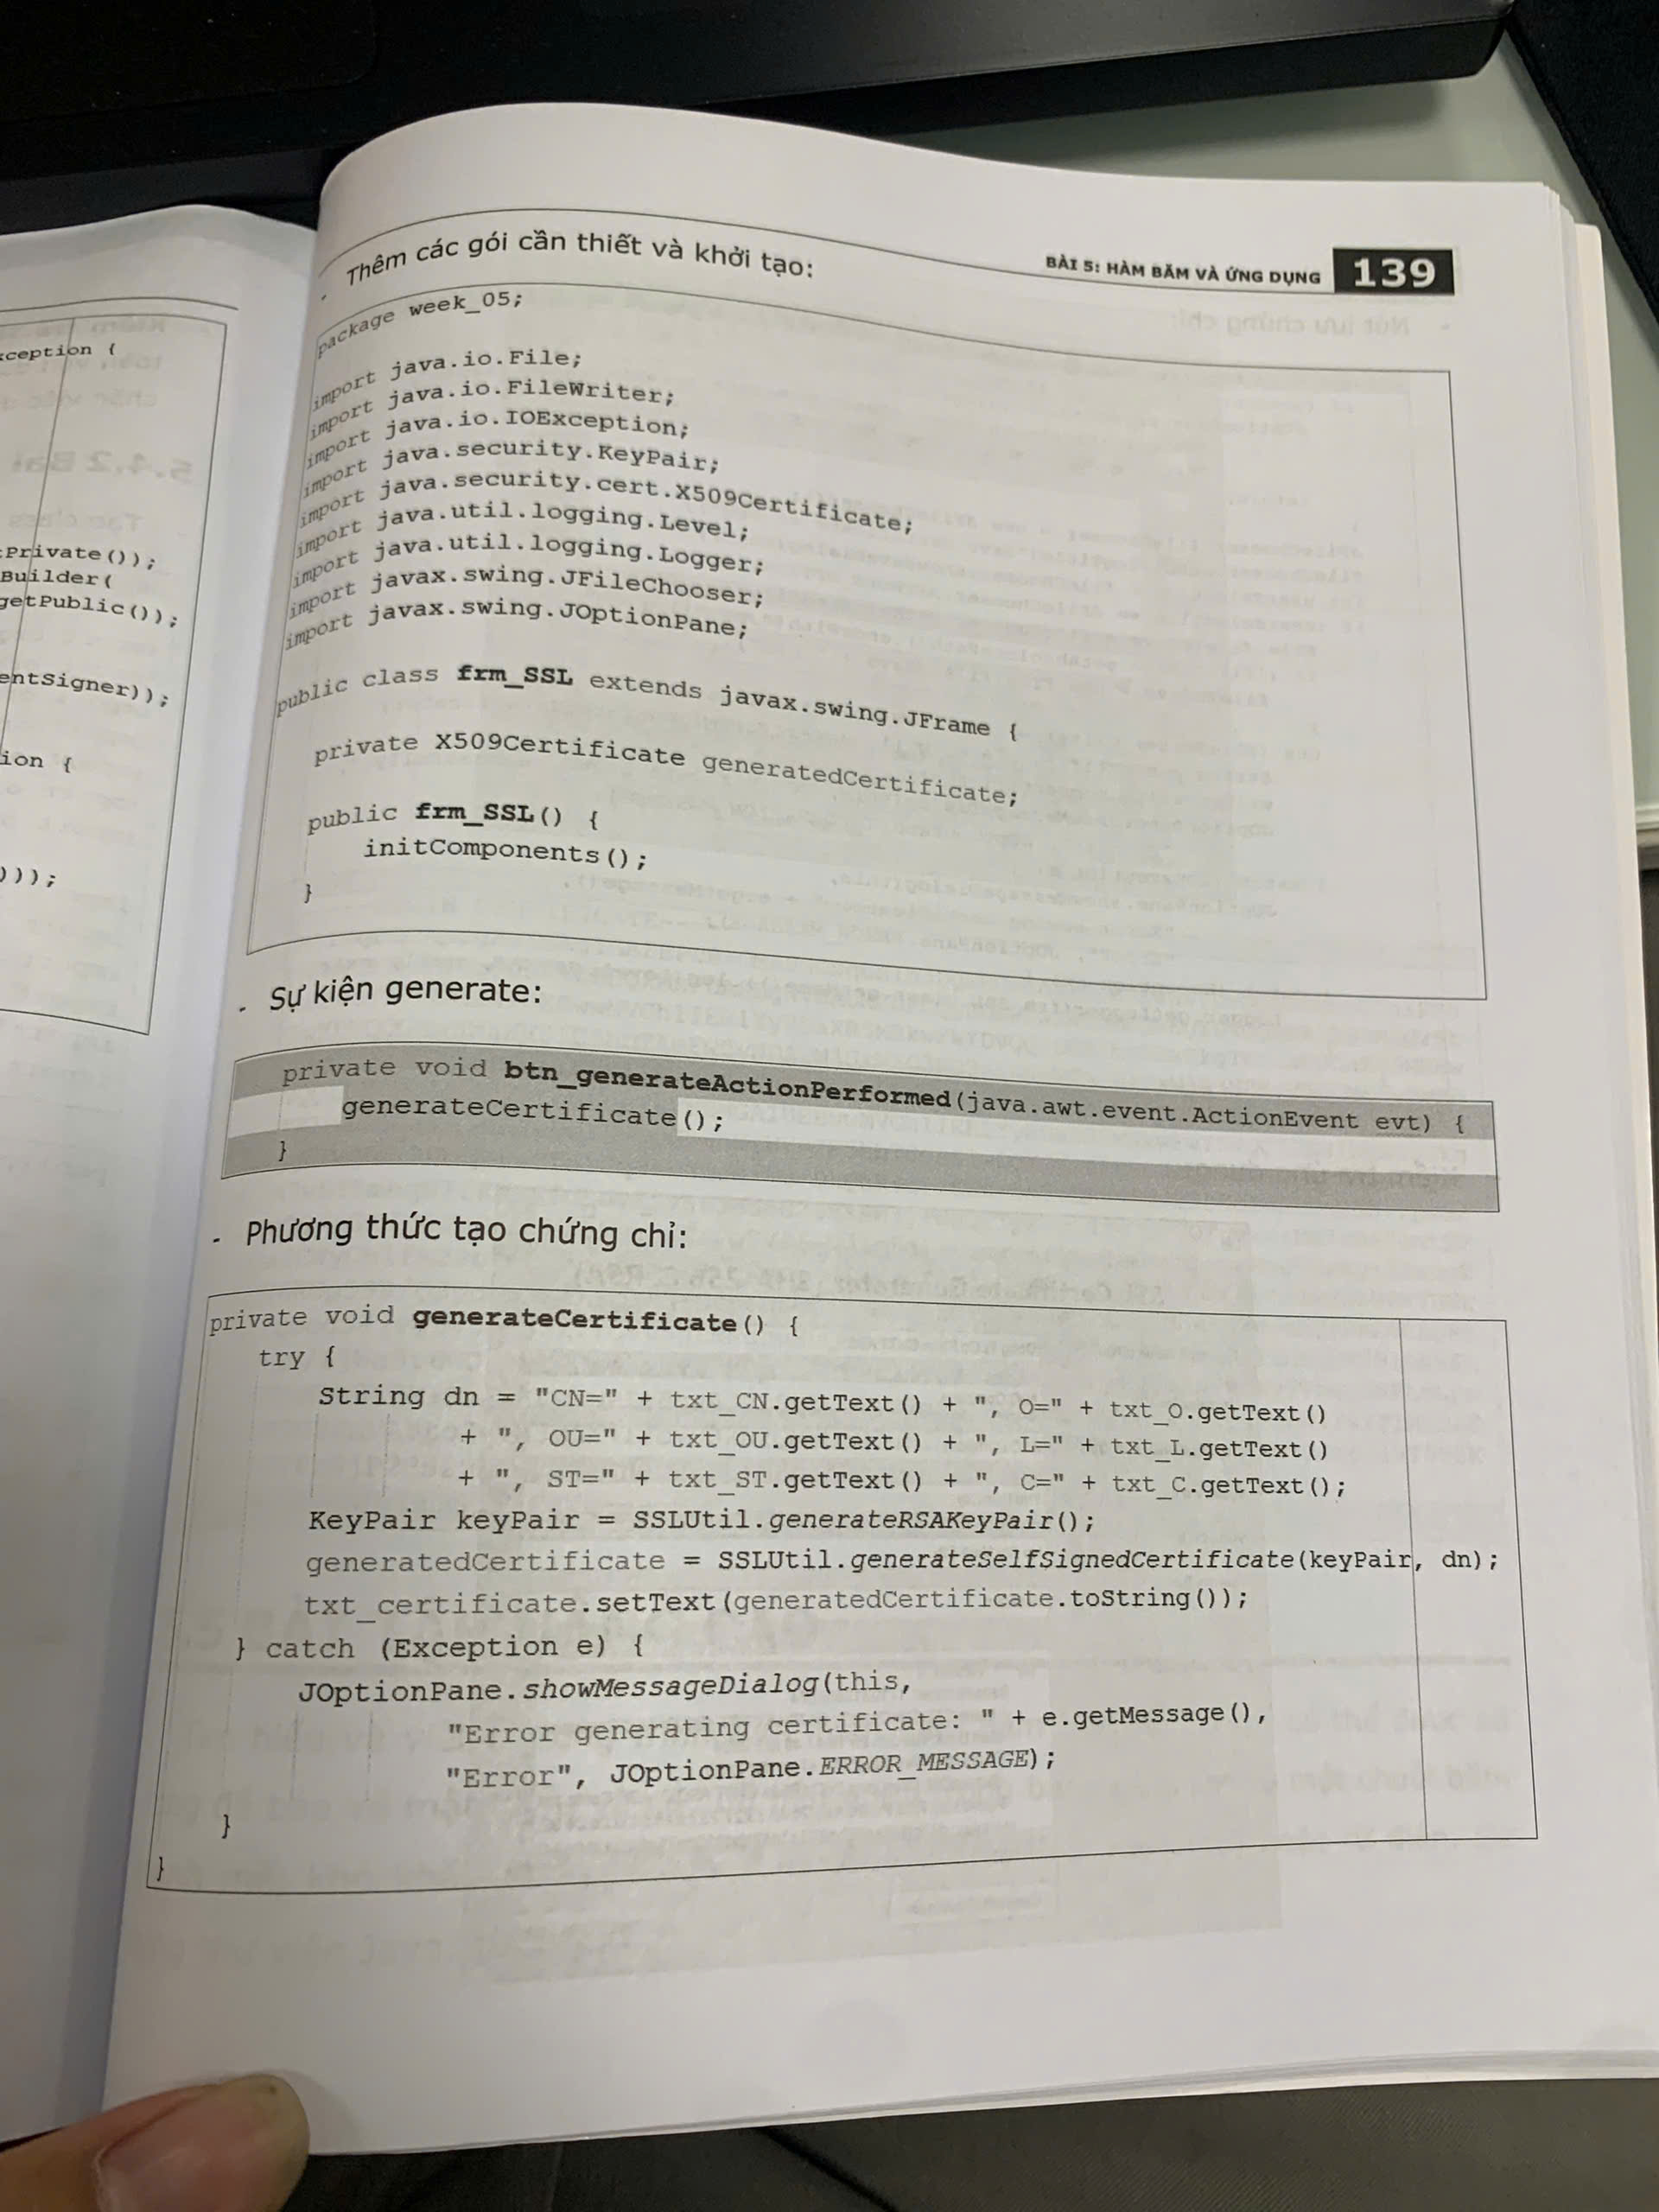 ception {
Private());
Builder(
getPublic());
entSigner));
ion {
)));
BÀI 5: HÀM BĂM VÀ ỨNG DỤNG 139
- Thêm các gói cần thiết và khởi tạo:
package week_05;
import java.io.File;
import java.io.FileWriter;
import java.io.IOException;
import java.security.KeyPair;
import java.security.cert.X509Certificate;
import java.util.logging.Level;
import java.util.logging.Logger;
import javax.swing.JFileChooser;
import javax.swing.JOptionPane;
public class frm_SSL extends javax.swing.JFrame {
private X509Certificate generatedCertificate;
public frm_SSL() {
initComponents();
}
- Sự kiện generate:
private void btn_generateActionPerformed(java.awt.event.ActionEvent evt) {
generateCertificate();
}
- Phương thức tạo chứng chỉ:
private void generateCertificate() {
try {
String dn = "CN=" + txt_CN.getText() + ", O=" + txt_O.getText()
+ ", OU=" + txt_OU.getText() + ", L=" + txt_L.getText()
+ ", ST=" + txt_ST.getText() + ", C=" + txt_C.getText();
KeyPair keyPair = SSLUtil.generateRSAKeyPair();
generatedCertificate = SSLUtil.generateSelfSignedCertificate(keyPair, dn);
txt_certificate.setText(generatedCertificate.toString());
} catch (Exception e) {
JOptionPane.showMessageDialog(this,
"Error generating certificate: " + e.getMessage(),
"Error", JOptionPane.ERROR_MESSAGE);
}
}